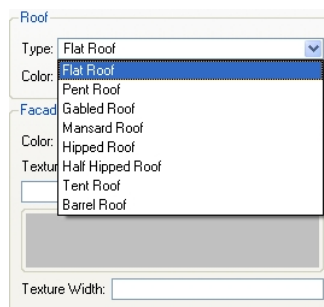 Roof
Type: Flat Roof
Color: Flat Roof
Pent Roof
Facad Gabled Roof
Mansard Roof
Color: Hipped Roof
Textur Half Hipped Roof
Tent Roof
Barrel Roof
Texture Width: